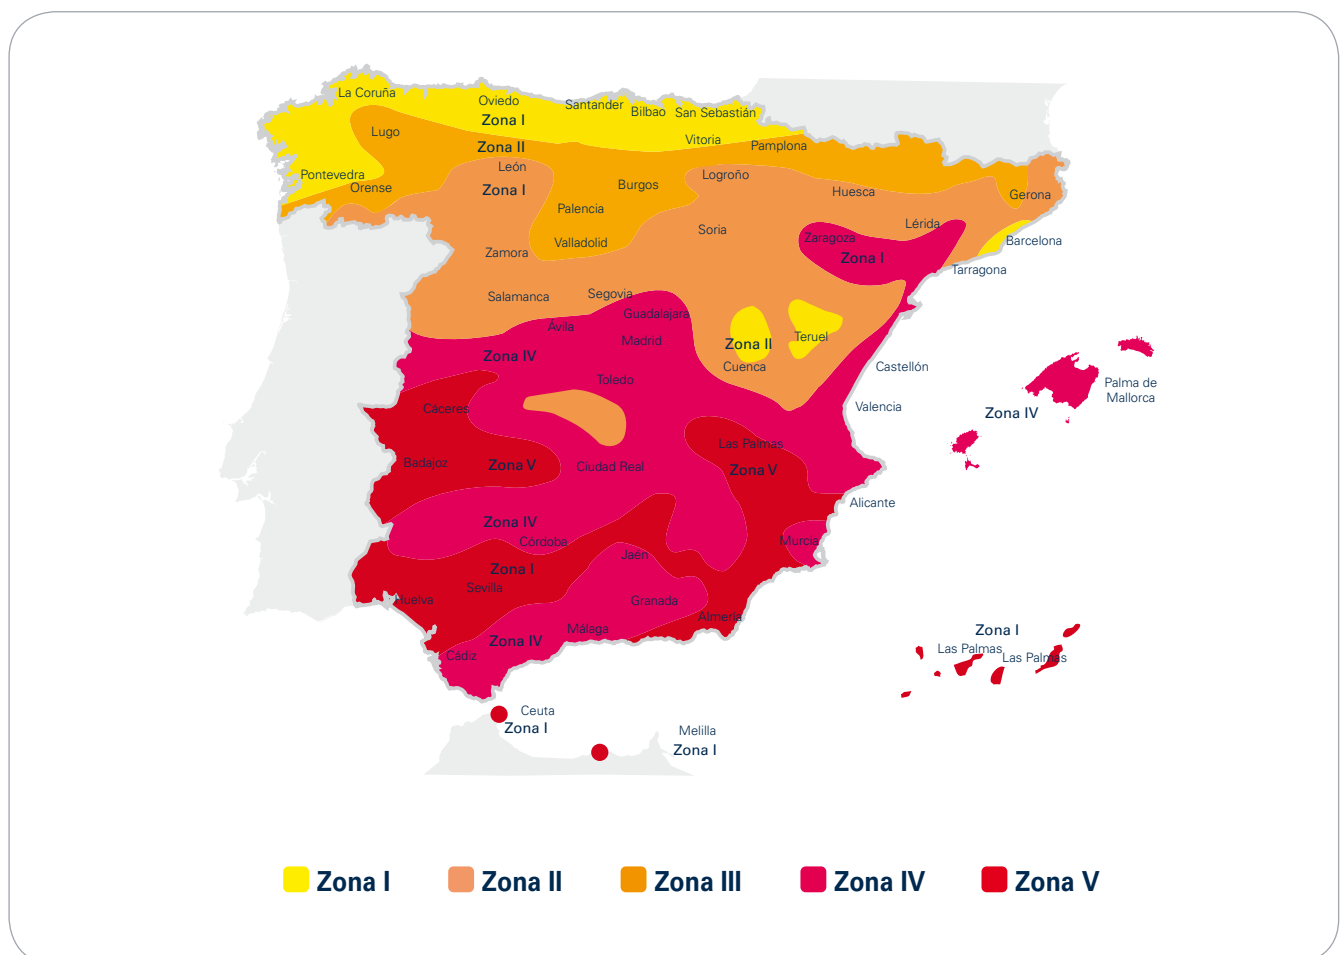 La Coruña
Oviedo
Santander
Bilbao
San Sebastián
Zona I
Lugo
Vitoria
Zona II
Pamplona
León
Pontevedra
Orense
Zona I
Burgos
Logroño
Huesca
Gerona
Palencia
Soria
Lérida
Zaragoza
Barcelona
Valladolid
Zamora
Zona I
Tarragona
Salamanca
Segovia
Guadalajara
Ávila
Madrid
Zona II
Teruel
Zona IV
Cuenca
Castellón
Toledo
Palma de
Mallorca
Cáceres
Valencia
Zona IV
Las Palmas
Badajoz
Zona V
Ciudad Real
Zona V
Alicante
Zona IV
Córdoba
Murcia
Jaén
Zona I
Sevilla
Huelva
Granada
Almería
Málaga
Zona IV
Cádiz
Zona I
Las Palmas
Las Palmas
Ceuta
Zona I
Melilla
Zona I
Zona I
Zona II
Zona III
Zona IV
Zona V